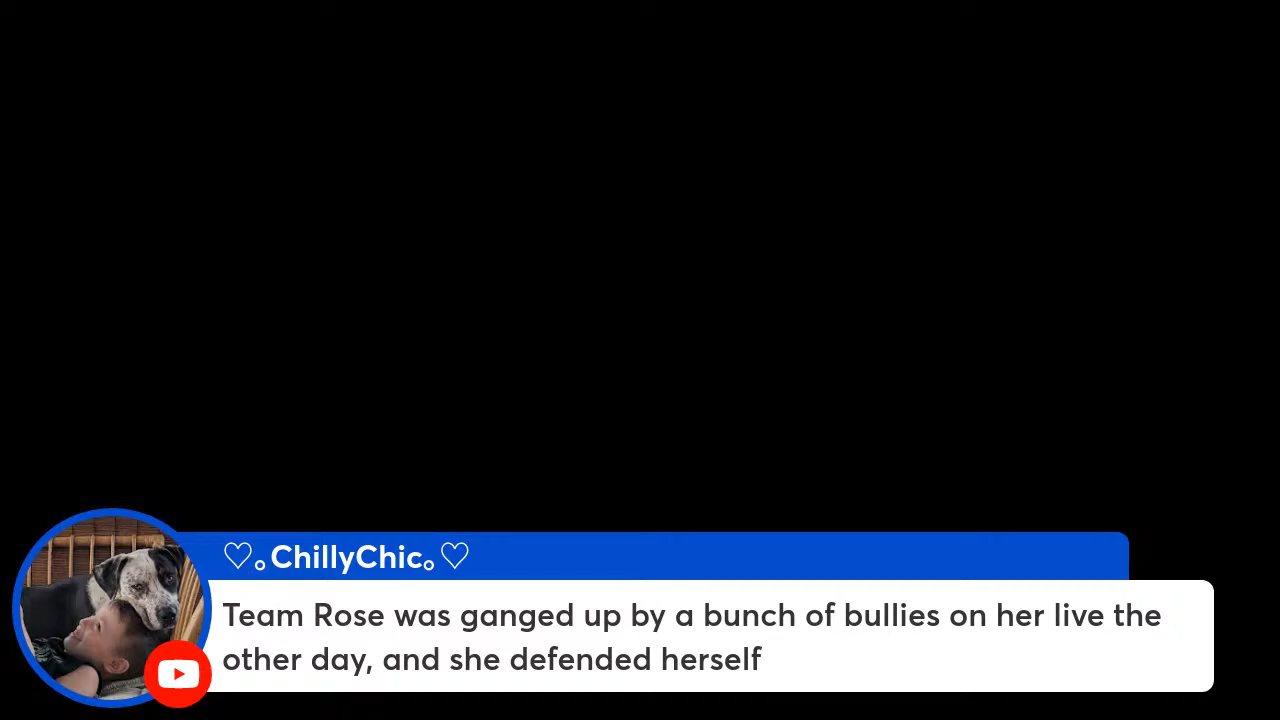 ♡｡ChillyChic｡♡
Team Rose was ganged up by a bunch of bullies on her live the
other day, and she defended herself